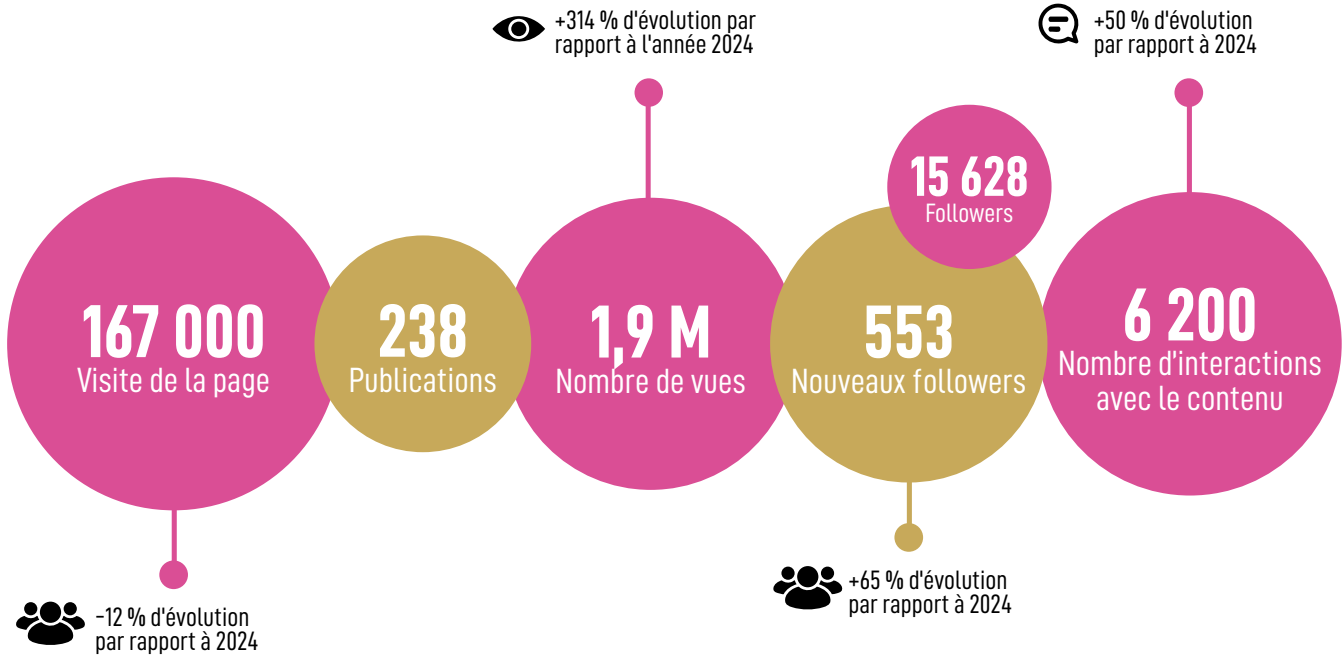 +314 % d'évolution par
rapport à l'année 2024
+50 % d'évolution
par rapport à 2024
15 628
Followers
167 000
Visite de la page
238
Publications
1,9 M
Nombre de vues
553
Nouveaux followers
6 200
Nombre d'interactions
avec le contenu
-12 % d'évolution
par rapport à 2024
+65 % d'évolution
par rapport à 2024